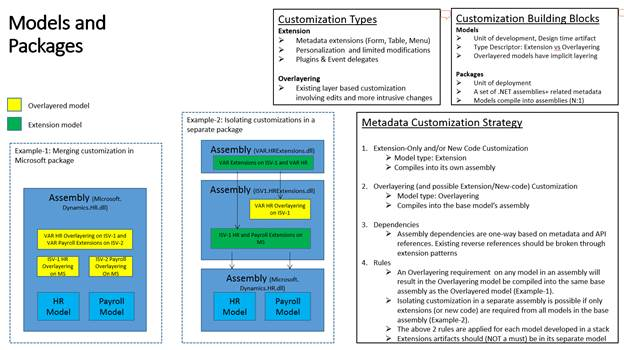 Models and
Packages
Customization Types
Extension
➢ Metadata extensions (Form, Table, Menu)
➢ Personalization and limited modifications
➢ Plugins & Event delegates
Overlayering
➢ Existing layer based customization
involving edits and more intrusive changes
Customization Building Blocks
Models
➢ Unit of development, Design time artifact
➢ Type Descriptor: Extension vs Overlayering
➢ Overlayered models have implicit layering
Packages
➢ Unit of deployment
➢ A set of .NET assemblies+ related metadata
➢ Models compile into assemblies (N:1)
Overlayered model
Extension model
Example-1: Merging customization in
Microsoft package
Assembly (Microsoft.
Dynamics.HR.dll)
VAR HR Overlayering on ISV-1 and
VAR Payroll Extensions on ISV-2
ISV-1 HR
Overlayering
on MS
ISV-2 Payroll
Overlayering
On MS
HR
Model
Payroll
Model
Example-2: Isolating customizations in
a separate package
Assembly (VAR.HRExtensions.dll)
VAR Extensions on ISV-1 and VAR HR
Assembly (ISV1.HRExtensions.dll)
VAR HR Overlayering
on ISV-1
ISV-1 HR and Payroll Extensions on
MS
Assembly (Microsoft.
Dynamics.HR.dll)
HR
Model
Payroll
Model
Metadata Customization Strategy
1. Extension-Only and/or New Code Customization
➢ Model type: Extension
➢ Compiles into its own assembly
2. Overlayering (and possible Extension/New-code) Customization
➢ Model type: Overlayering
➢ Compiles into the base model's assembly
3. Dependencies
➢ Assembly dependencies are one-way based on metadata and API
references. Existing reverse references should be broken through
extension patterns
4. Rules
➢ An Overlayering requirement on any model in an assembly will
result in the Overlayering model be compiled into the same base
assembly as the Overlayered model (Example-1).
➢ Isolating customization in a separate assembly is possible if only
extensions (or new code) are required from all models in the base
assembly (Example-2).
➢ The above 2 rules are applied for each model developed in a stack
➢ Extensions artifacts should (NOT a must) be in its separate model